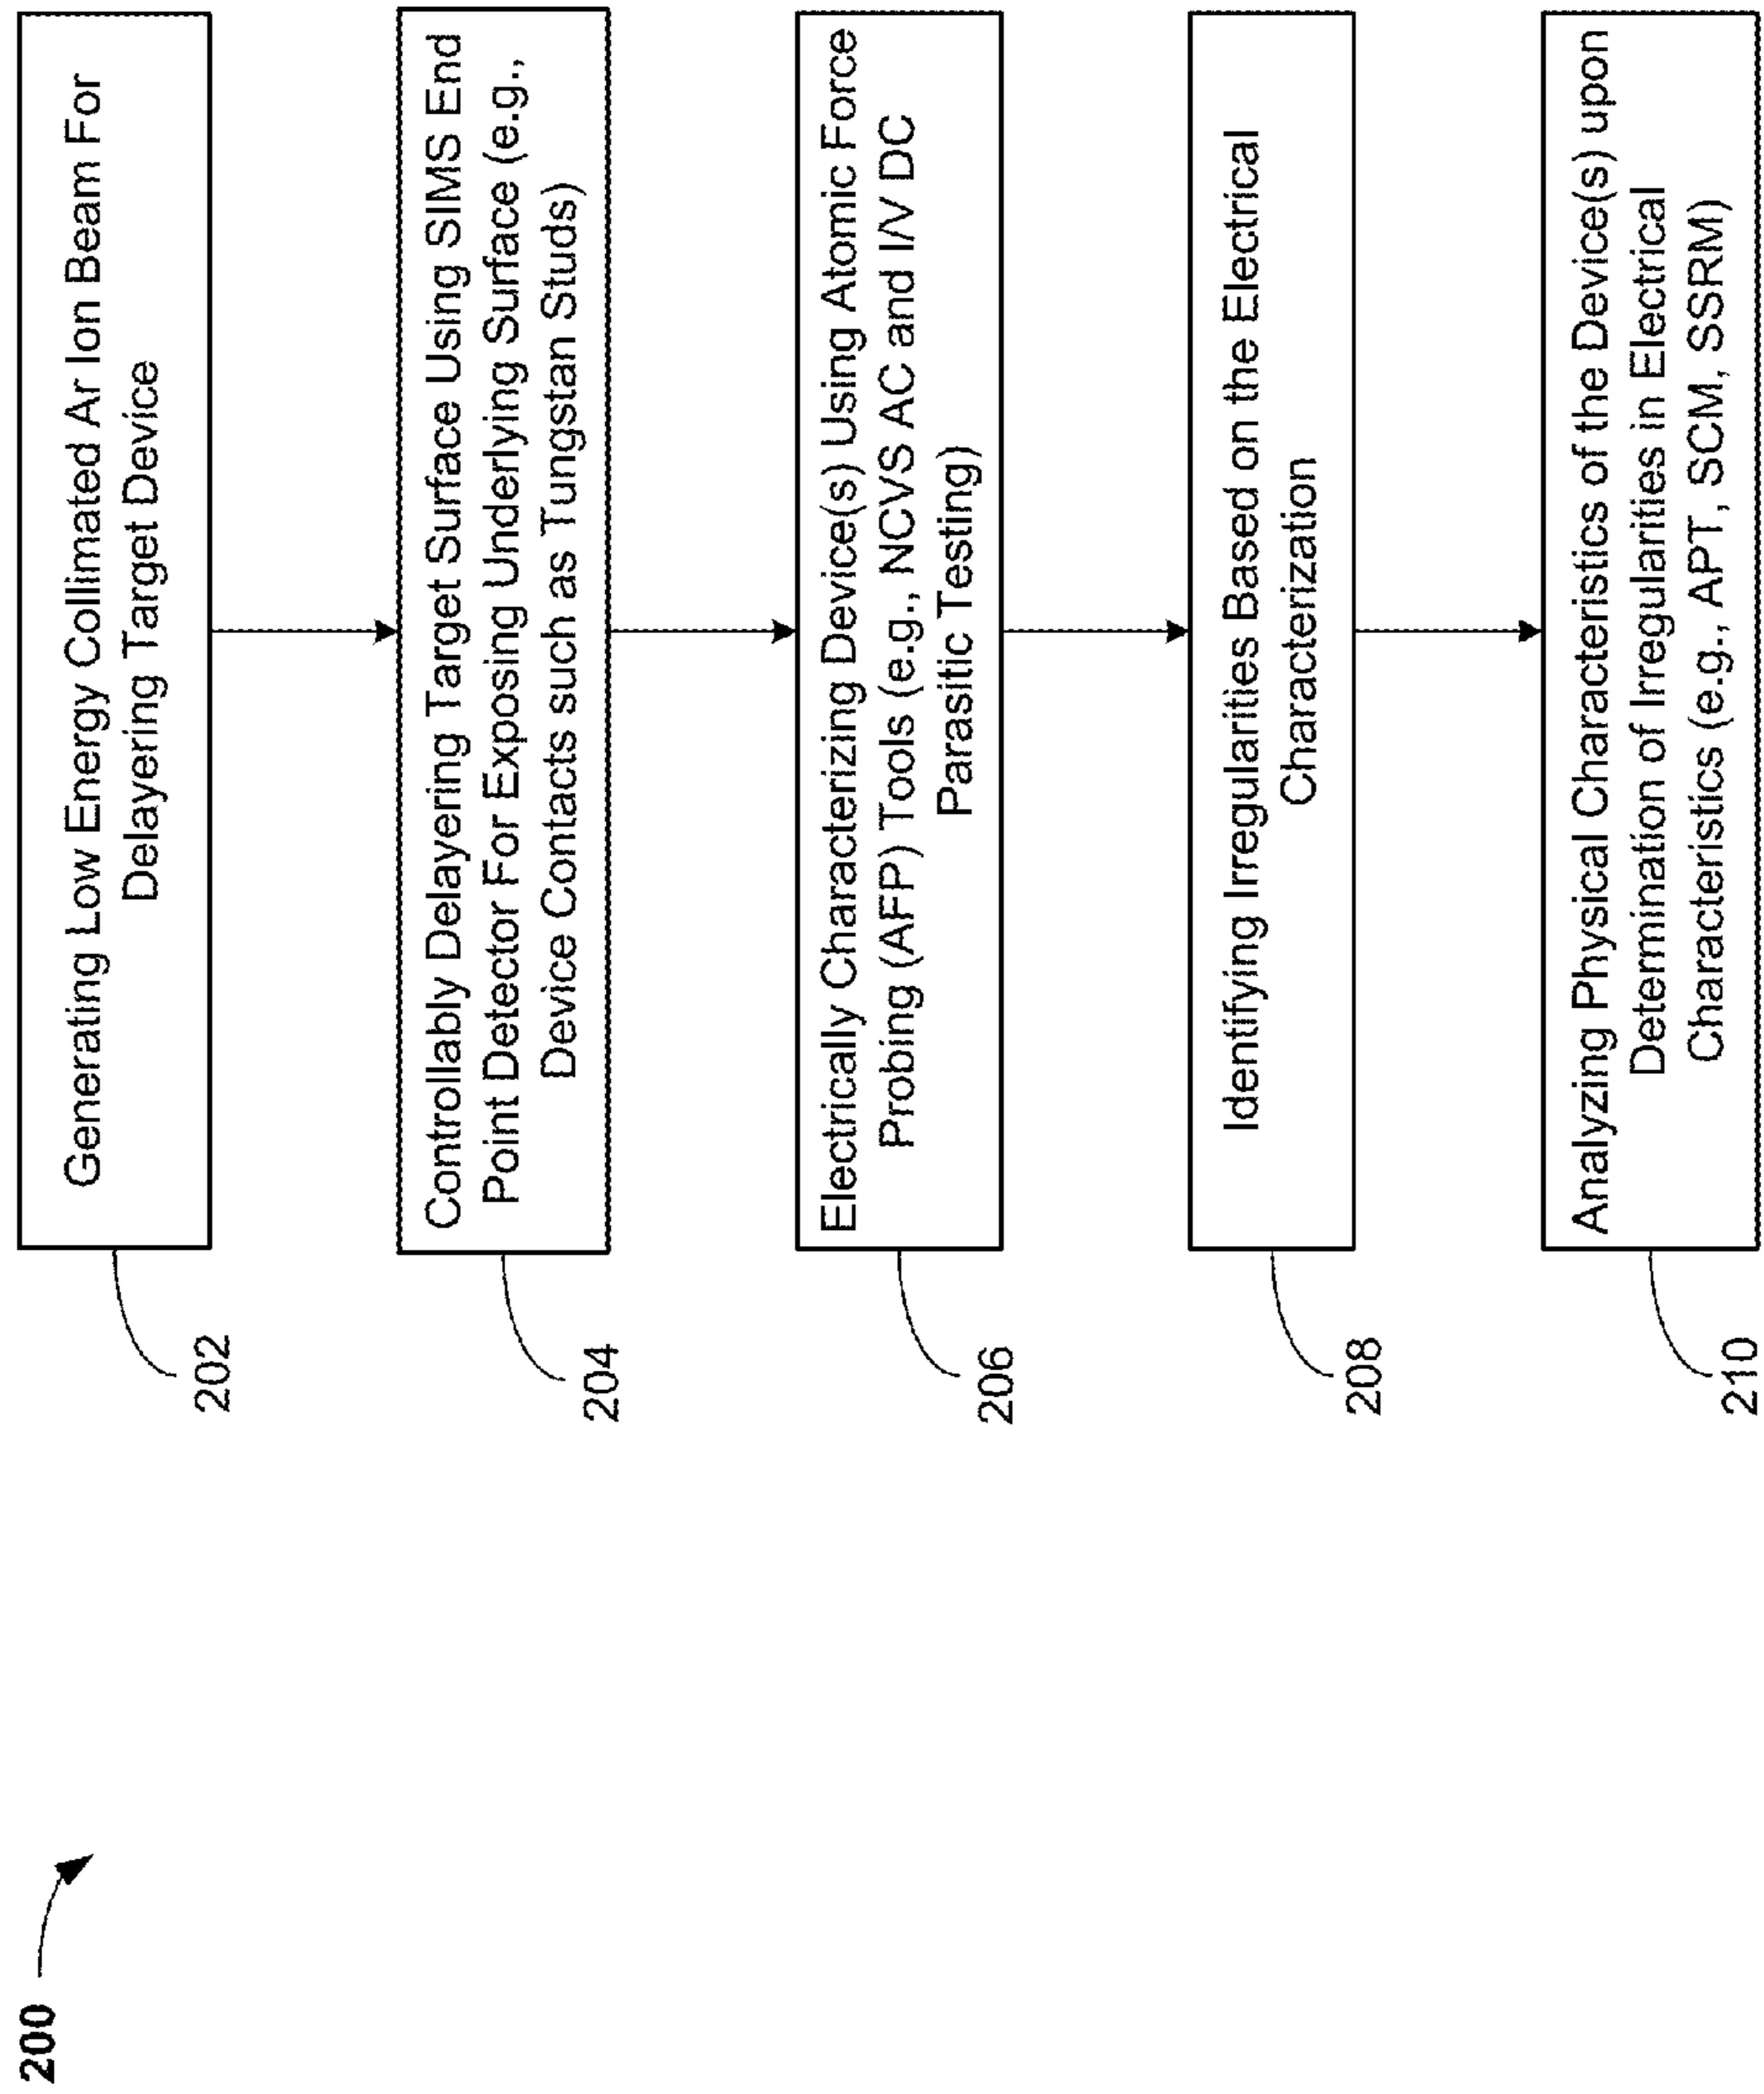 200
202
Generating Low Energy Collimated Ar Ion Beam For
Delayering Target Device
204
Controllably Delayering Target Surface Using SIMS End
Point Detector For Exposing Underlying Surface (e.g.,
Device Contacts such as Tungstan Studs)
206
Electrically Characterizing Device(s) Using Atomic Force
Probing (AFP) Tools (e.g., NCVS AC and I/V DC
Parasitic Testing)
208
Identifying Irregularities Based on the Electrical
Characterization
210
Analyzing Physical Characteristics of the Device(s) upon
Determination of Irregularities in Electrical
Characteristics (e.g., APT, SCM, SSRM)